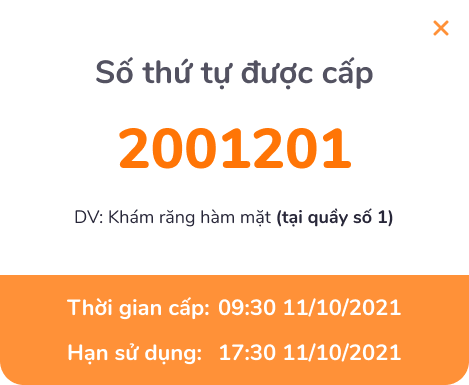 Số thứ tự được cấp
2001201
DV: Khám răng hàm mặt (tại quầy số 1)
Thời gian cấp: 09:30 11/10/2021
Hạn sử dụng: 17:30 11/10/2021